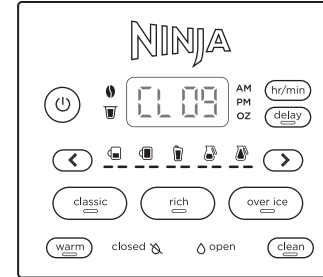 NINJA
CL 09
AM
PM
OZ
hr/min
delay
classic
rich
over ice
warm
closed
open
clean